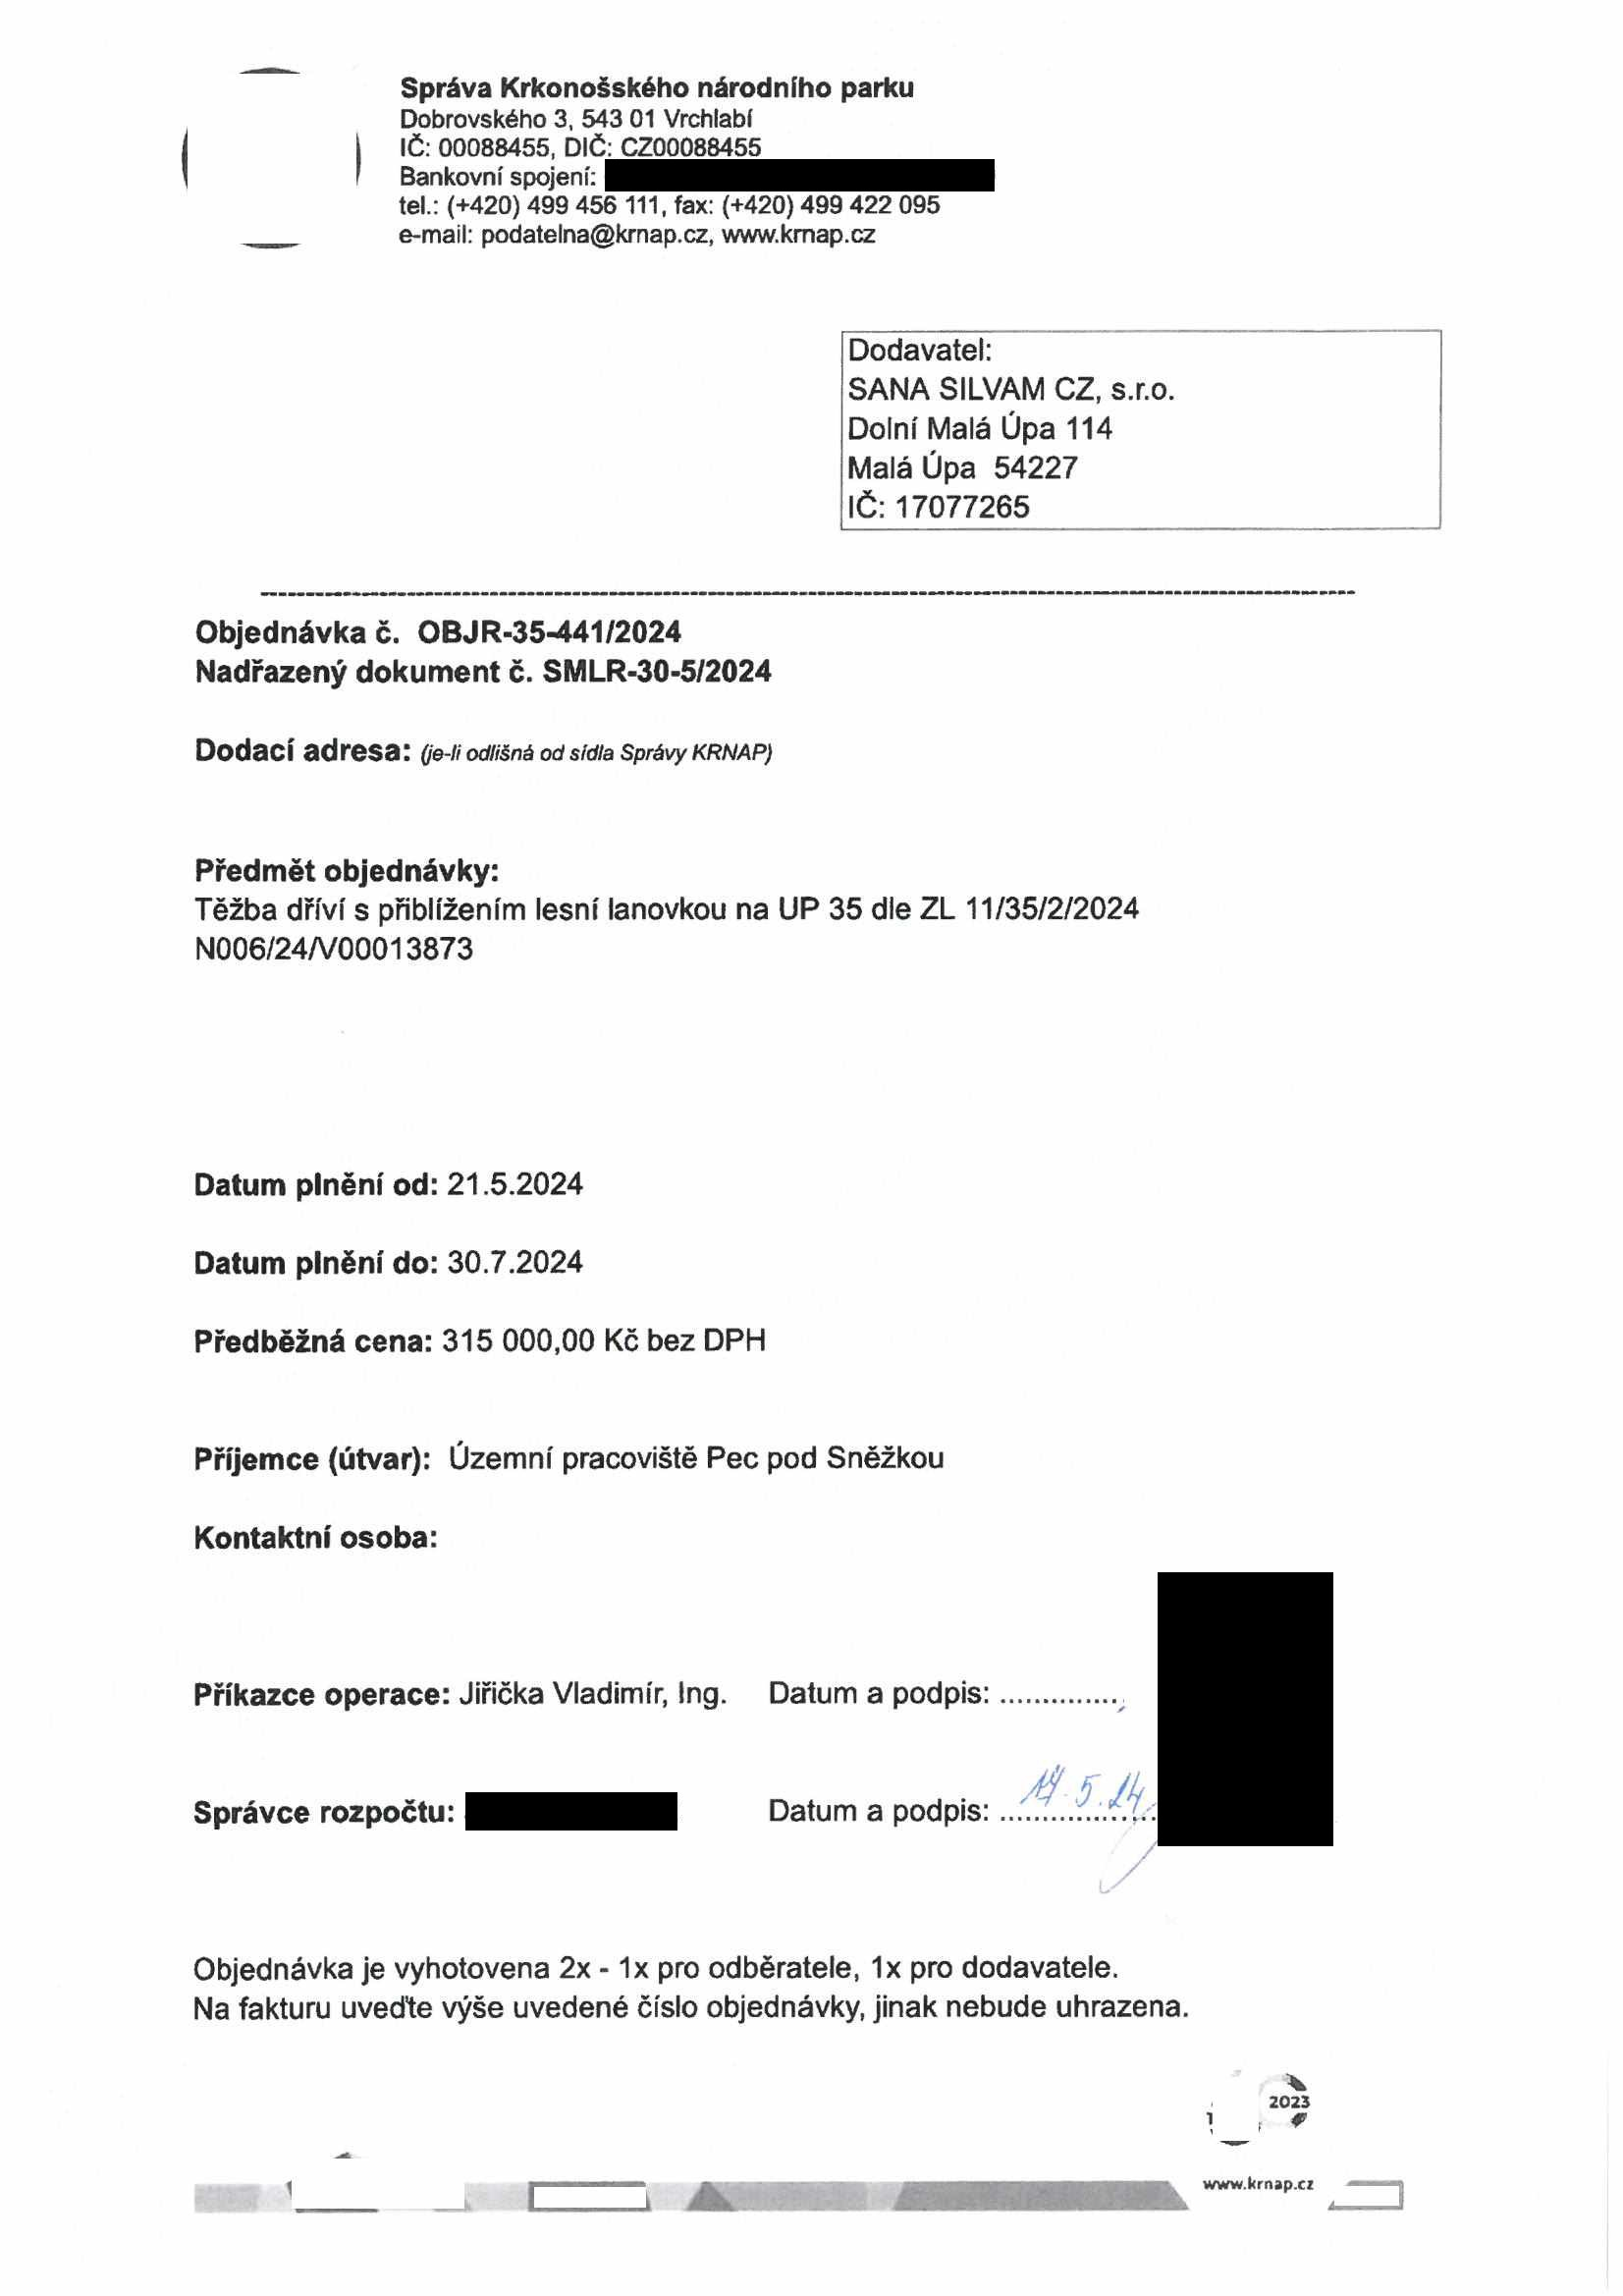 Správa Krkonošského národního parku
Dobrovského 3, 543 01 Vrchlabí
IČ: 00088455, DIČ: CZ00088455
Bankovní spojení:
tel.: (+420) 499 456 111, fax: (+420) 499 422 095
e-mail: podatelna@krnap.cz, www.krnap.cz
Dodavatel:
SANA SILVAM CZ, s.r.o.
Dolní Malá Úpa 114
Malá Úpa 54227
IČ: 17077265
Objednávka č. OBJR-35-441/2024
Nadřazený dokument č. SMLR-30-5/2024
Dodací adresa: (je-li odlišná od sídla Správy KRNAP)
Předmět objednávky:
Těžba dříví s přiblížením lesní lanovkou na UP 35 dle ZL 11/35/2/2024
N006/24/V00013873
Datum plnění od: 21.5.2024
Datum plnění do: 30.7.2024
Předběžná cena: 315 000,00 Kč bez DPH
Příjemce (útvar): Územní pracoviště Pec pod Sněžkou
Kontaktní osoba:
Příkazce operace: Jiřička Vladimír, Ing. Datum a podpis: ..............
Správce rozpočtu: Datum a podpis: ..................
Objednávka je vyhotovena 2x - 1x pro odběratele, 1x pro dodavatele.
Na fakturu uveďte výše uvedené číslo objednávky, jinak nebude uhrazena.
2023
www.krnap.cz